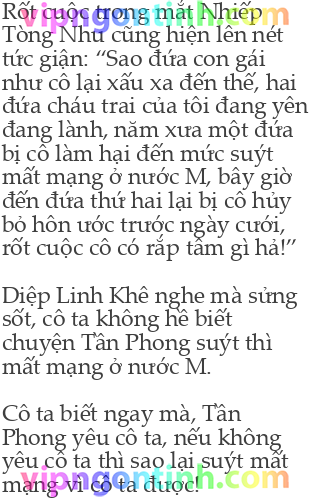 vipngontinh.com
Rốt cuộc trong mắt Nhiếp
Tòng Như cũng hiện lên nét
tức giận: “Sao đứa con gái
như cô lại xấu xa đến thế, hai
đứa cháu trai của tôi đang yên
đang lành, năm xưa một đứa
bị cô làm hại đến mức suýt
mất mạng ở nước M, bây giờ
đến đứa thứ hai lại bị cô hủy
bỏ hôn ước trước ngày cưới,
rốt cuộc cô có rắp tâm gì hả!”
Diệp Linh Khê nghe mà sửng
sốt, cô ta không hề biết
chuyện Tần Phong suýt thì
mất mạng ở nước M.
Cô ta biết ngay mà, Tần
Phong yêu cô ta, nếu không
yêu cô ta thì sao lại suýt mất
mạng vì cô ta được!
vipngontinh.com